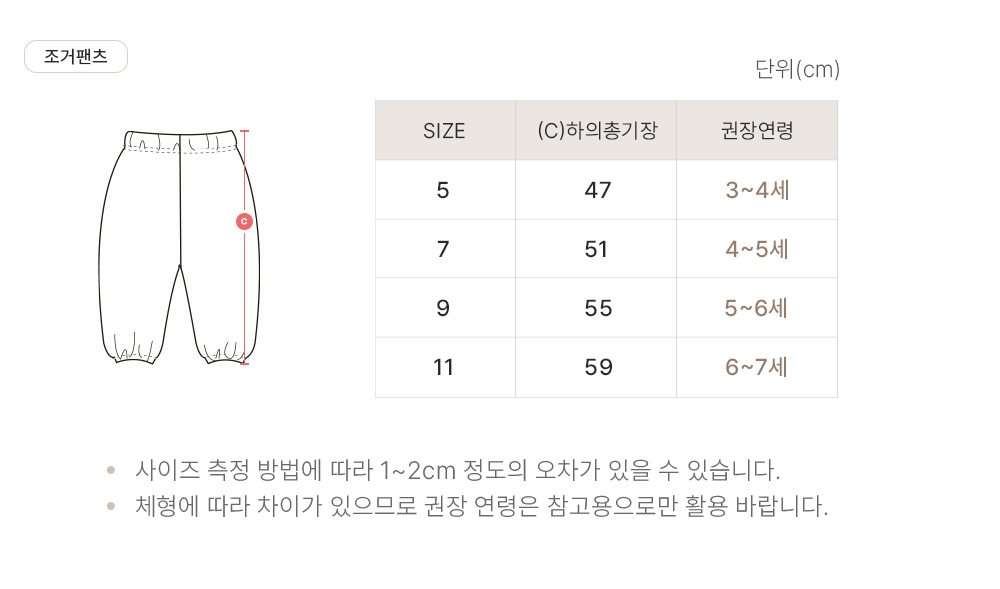 조거팬츠
단위(cm)
SIZE (C)하의총기장 권장연령
5 47 3~4세
7 51 4~5세
9 55 5~6세
11 59 6~7세
C
사이즈 측정 방법에 따라 1~2cm 정도의 오차가 있을 수 있습니다.
체형에 따라 차이가 있으므로 권장 연령은 참고용으로만 활용 바랍니다.